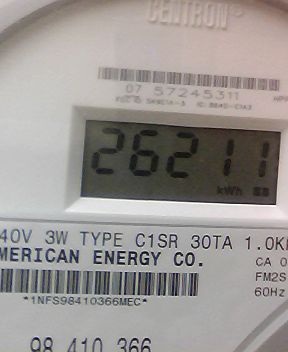 CENTRON®
07 57245311
26211
kWh
40V 3W TYPE C1SR 30TA 1.0K
MERICAN ENERGY CO.
CA 0
FM2S
60Hz
*1NFS98410366MEC*
98 410 366